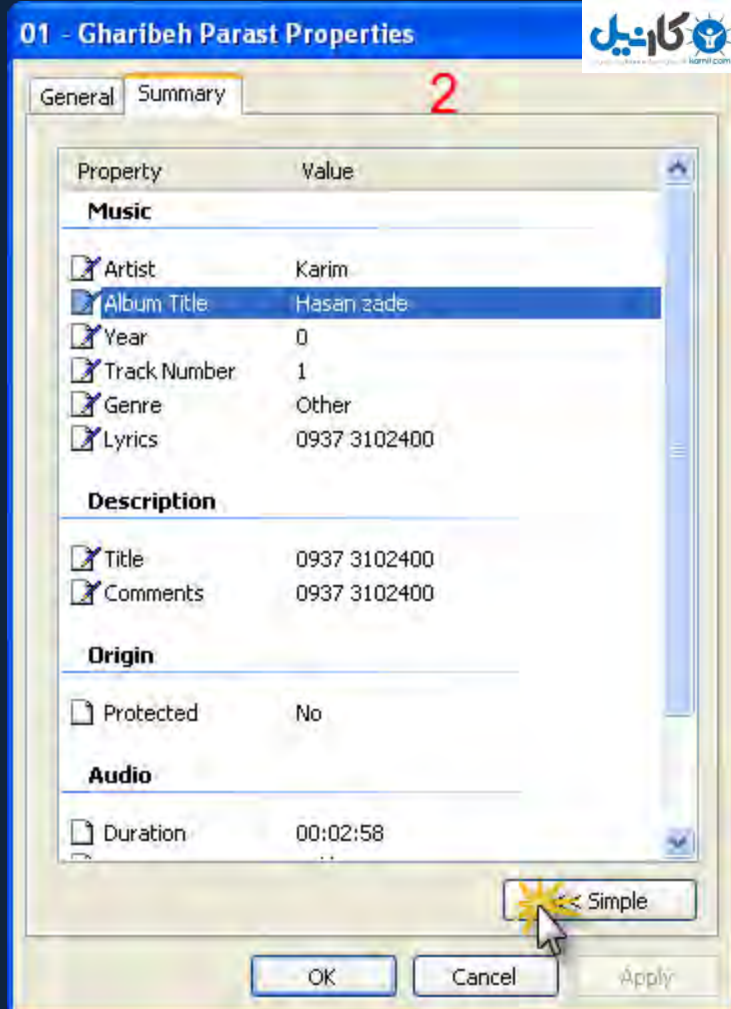 01 - Gharibeh Parast Properties
کارنیل
karnil.com
General Summary
2
Property Value
Music
Artist Karim
Album Title Hasan zade
Year 0
Track Number 1
Genre Other
Lyrics 0937 3102400
Description
Title 0937 3102400
Comments 0937 3102400
Origin
Protected No
Audio
Duration 00:02:58
<< Simple
OK Cancel Apply